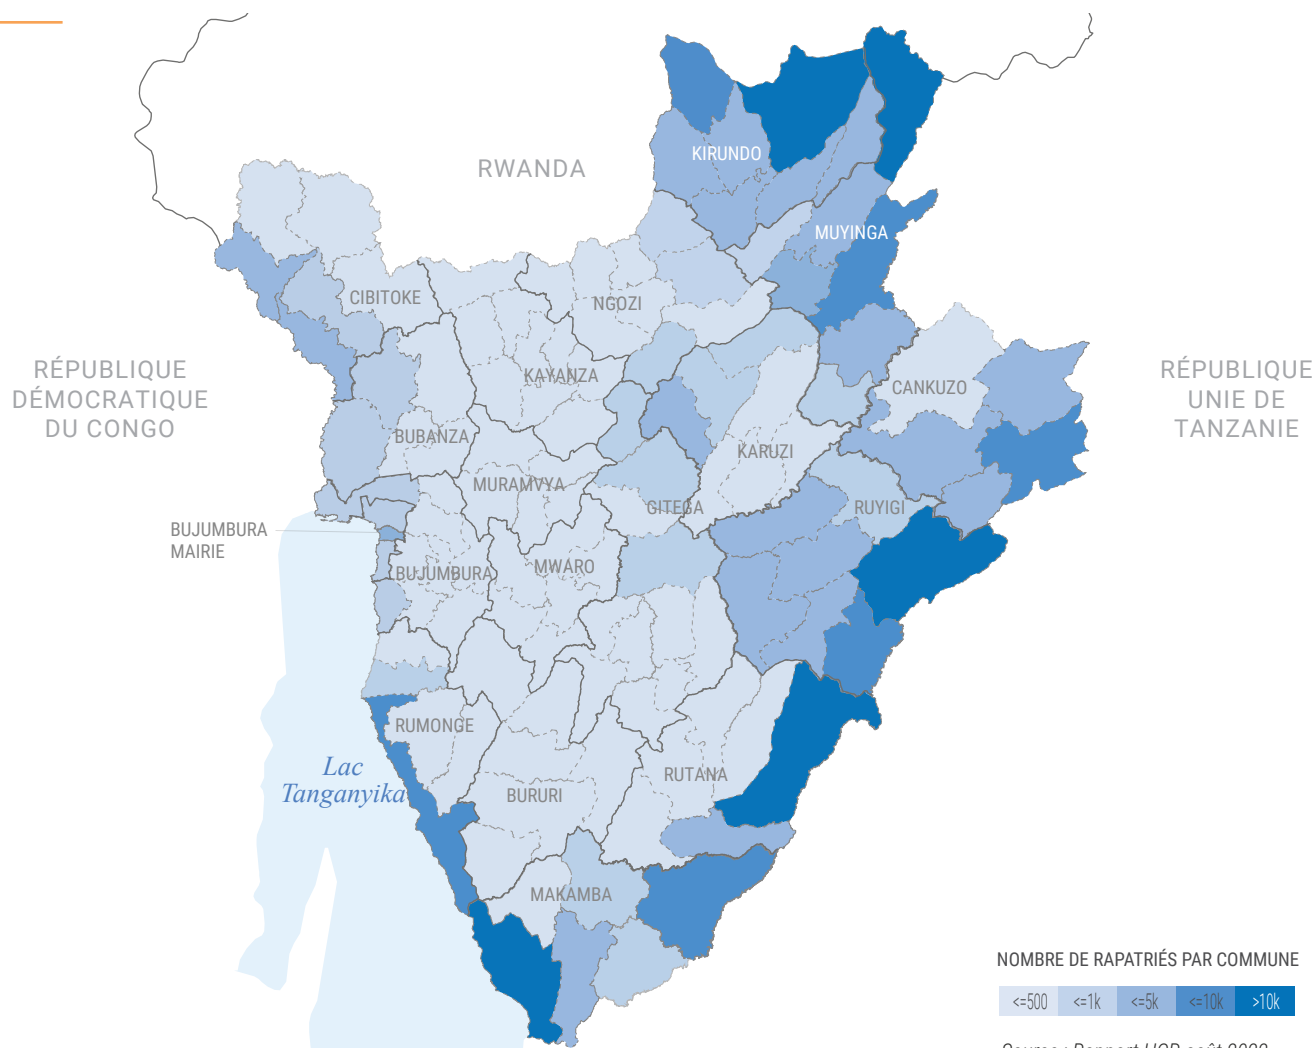 RWANDA
KIRUNDO
MUYINGA
CIBITOKE
NGOZI
RÉPUBLIQUE
DÉMOCRATIQUE
DU CONGO
KAYANZA
CANKUZO
RÉPUBLIQUE
UNIE DE
TANZANIE
BUBANZA
KARUZI
MURAMVYA
GITEGA
RUYIGI
BUJUMBURA
MAIRIE
BUJUMBURA
MWARO
RUMONGE
Lac
Tanganyika
RUTANA
BURURI
MAKAMBA
NOMBRE DE RAPATRIÉS PAR COMMUNE
<=500 <=1k <=5k <=10k >10k